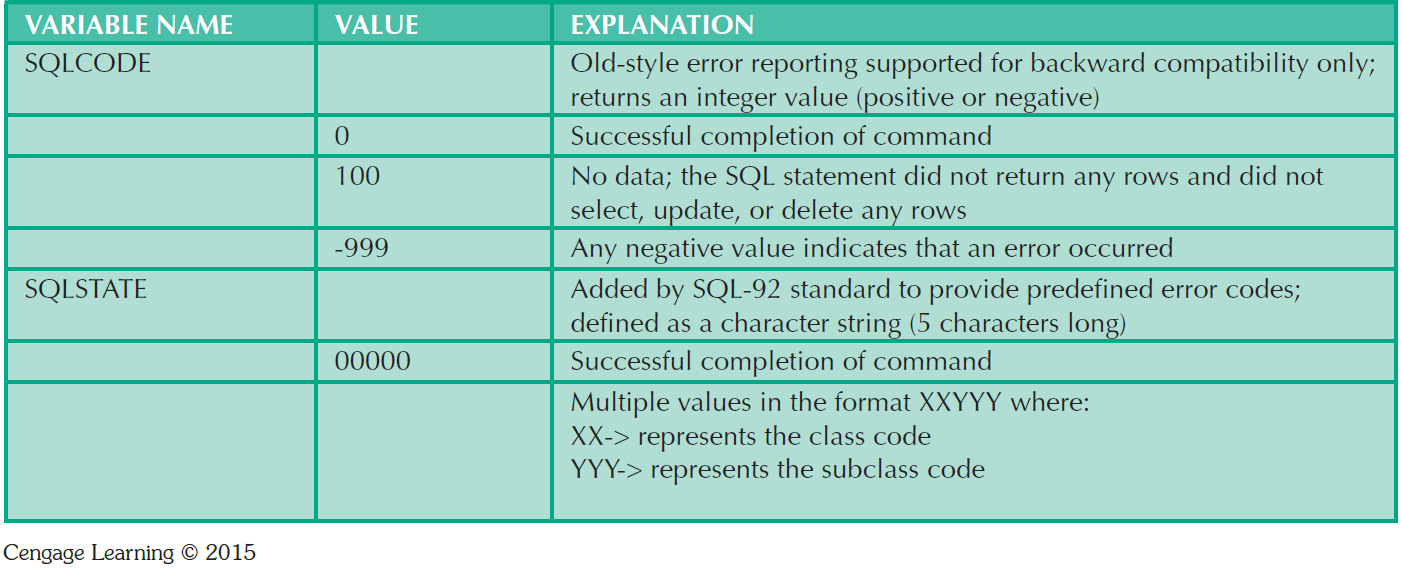 VARIABLE NAME VALUE EXPLANATION
SQLCODE Old-style error reporting supported for backward compatibility only;
returns an integer value (positive or negative)
0 Successful completion of command
100 No data; the SQL statement did not return any rows and did not
select, update, or delete any rows
-999 Any negative value indicates that an error occurred
SQLSTATE Added by SQL-92 standard to provide predefined error codes;
defined as a character string (5 characters long)
00000 Successful completion of command
Multiple values in the format XXYYY where:
XX-> represents the class code
YYY-> represents the subclass code
Cengage Learning © 2015